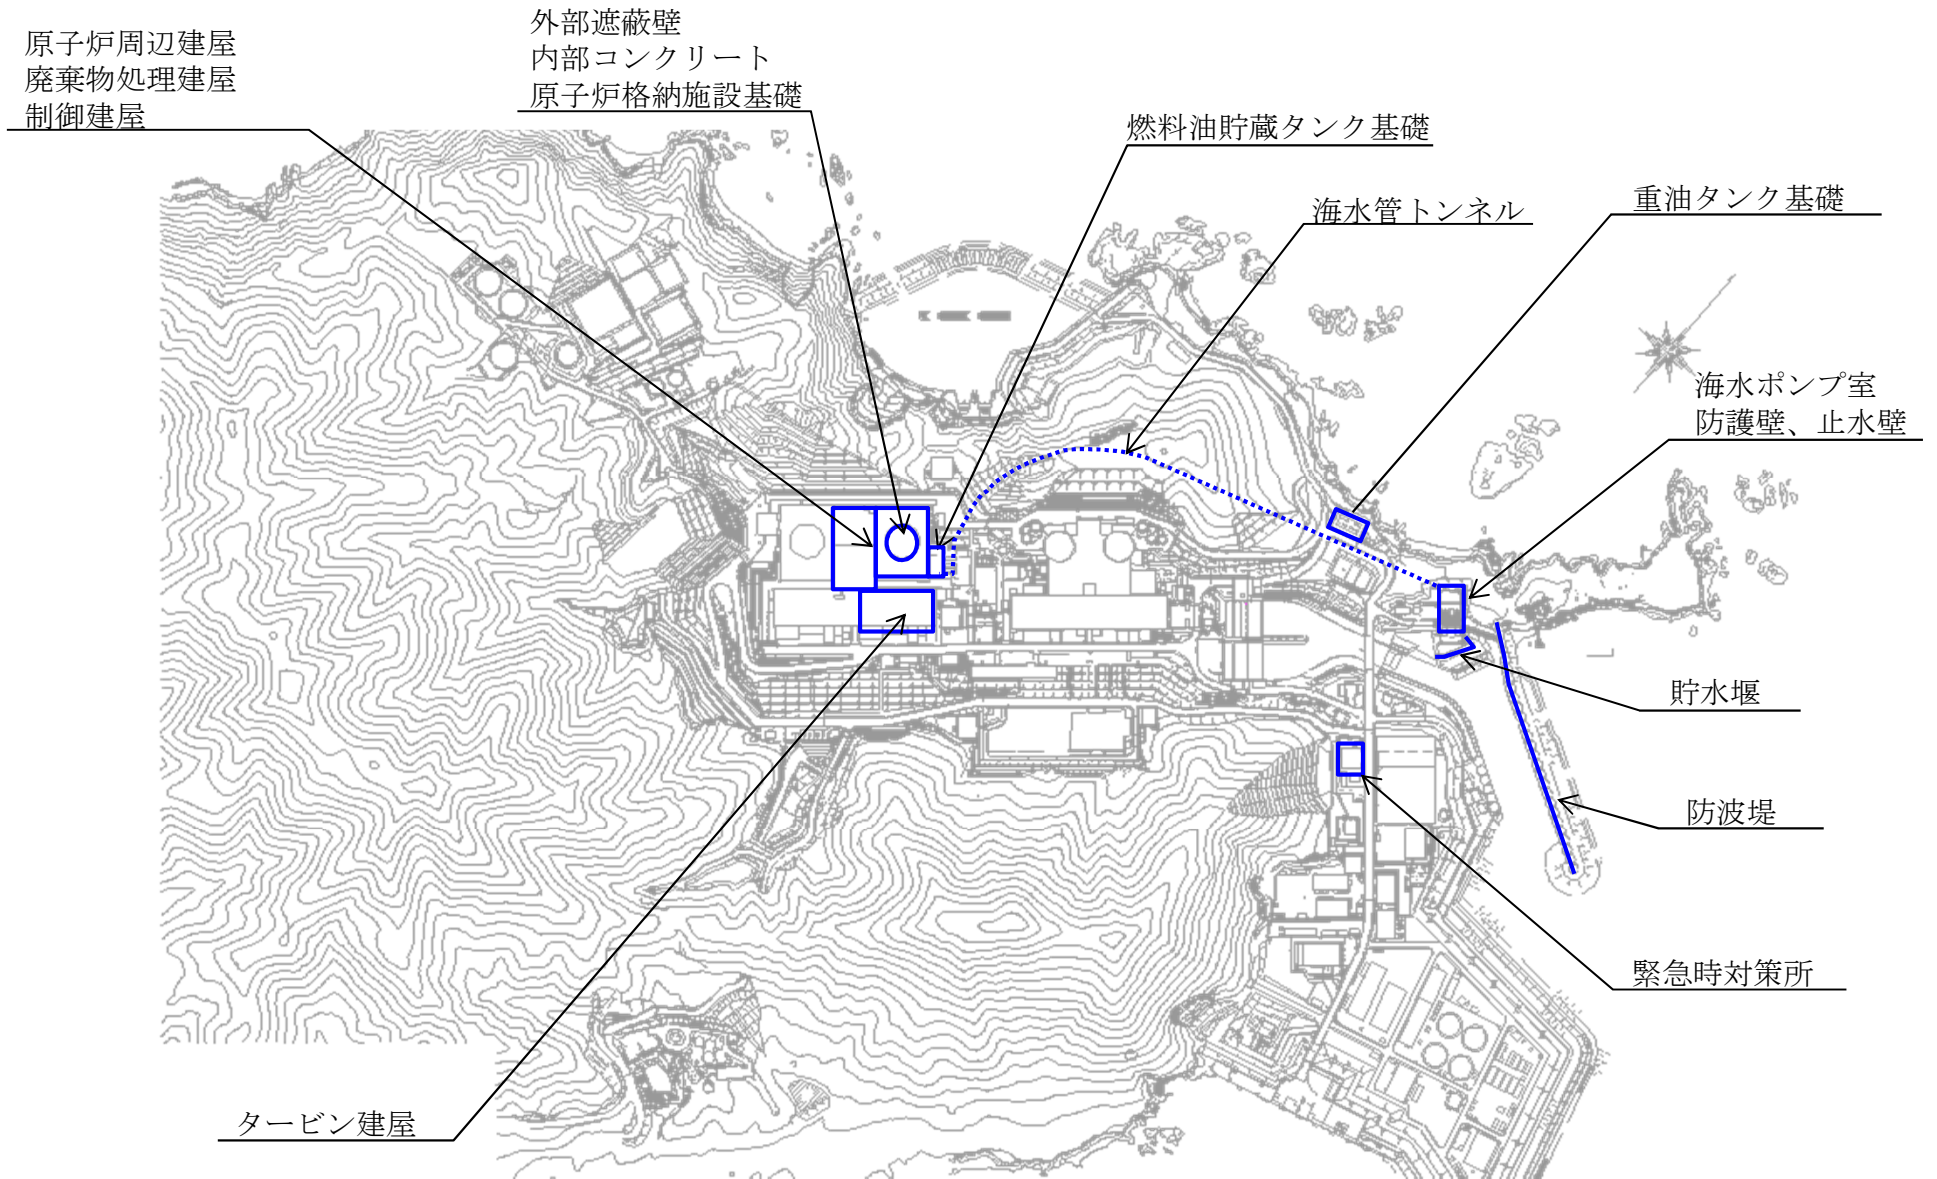 外部遮蔽壁
内部コンクリート
原子炉格納施設基礎
原子炉周辺建屋
廃棄物処理建屋
制御建屋
燃料油貯蔵タンク基礎
海水管トンネル
重油タンク基礎
海水ポンプ室
防護壁、止水壁
貯水堰
防波堤
緊急時対策所
タービン建屋